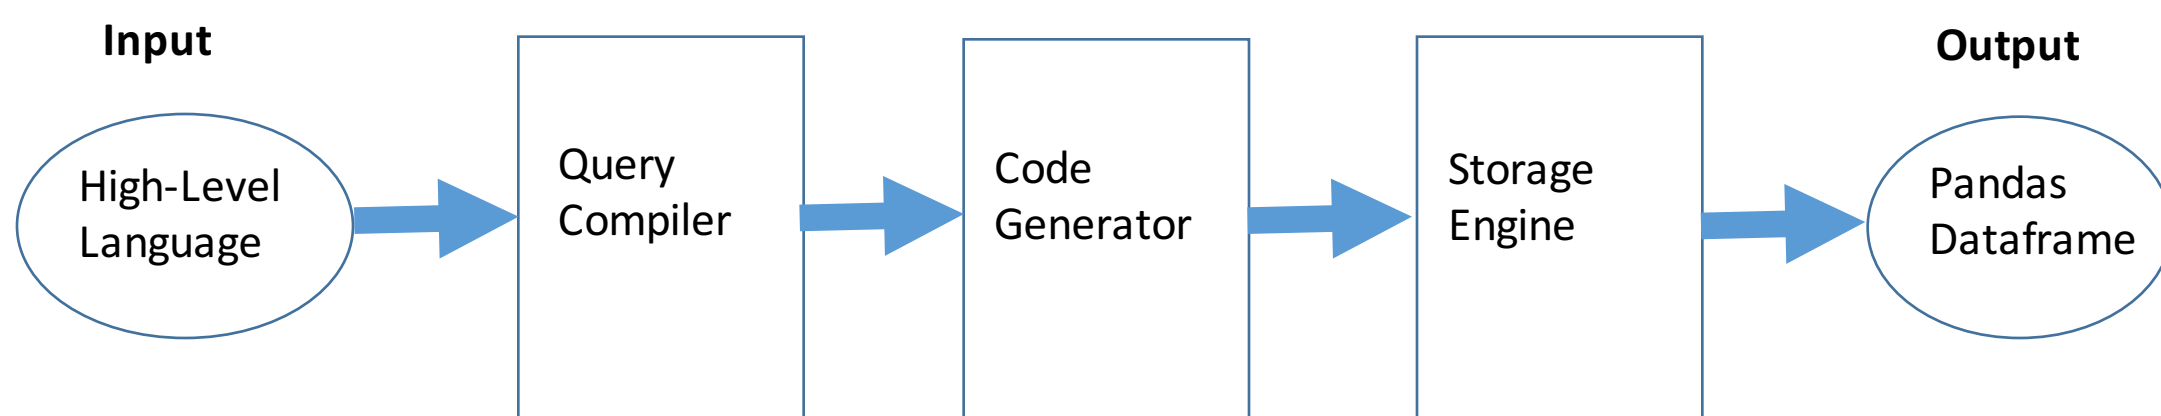 Input
High-Level
Language
Query
Compiler
Code
Generator
Storage
Engine
Output
Pandas
Dataframe